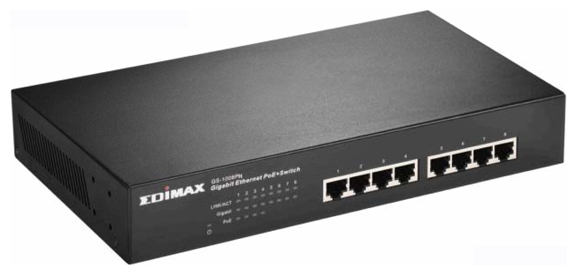 EDIMAX
GS-1008PH
Gigabit Ethernet PoE+ Switch
1 2 3 4 5 6 7 8
LINK/ACT
Gigabit
PoE
1 2 3 4 5 6 7 8